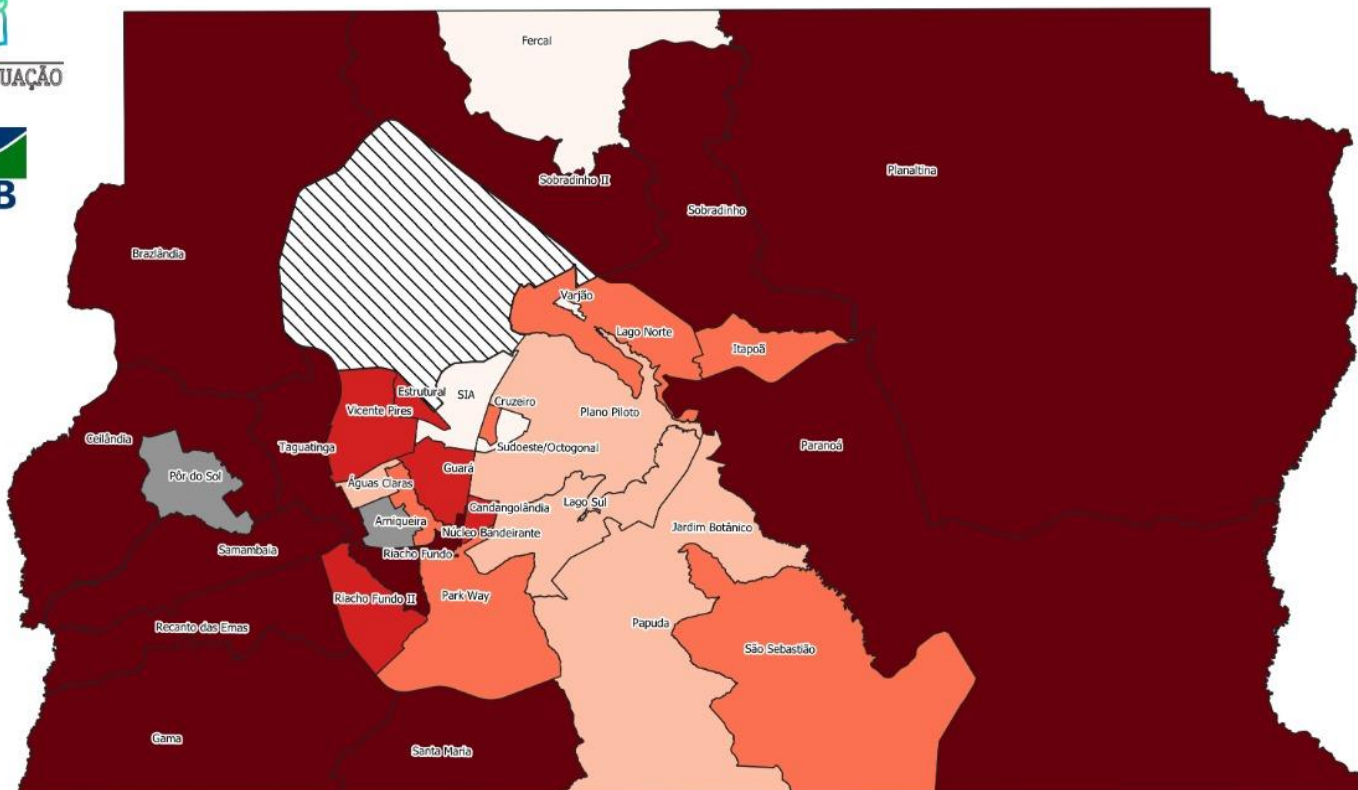 UAÇÃO
B
Fercal
Planaltina
Sobradinho II
Sobradinho
Brazlândia
Varjão
Lago Norte
Itapoã
Estrutural
SIA
Cruzeiro
Vicente Pires
Plano Piloto
Ceilândia
Taguatinga
Sudoeste/Octogonal
Paranoá
Guará
Pôr do Sol
Águas Claras
Lago Sul
Candangolândia
Arniqueira
Jardim Botânico
Núcleo Bandeirante
Samambaia
Riacho Fundo
Riacho Fundo II
Park Way
Recanto das Emas
Papuda
São Sebastião
Gama
Santa Maria